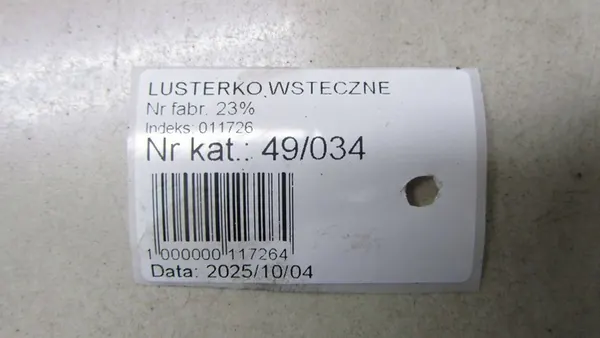 LUSTERKO WSTECZNE
Nr fabr. 23%
Indeks: 011726
Nr kat.: 49/034
1 000000 117264
Data: 2025/10/04